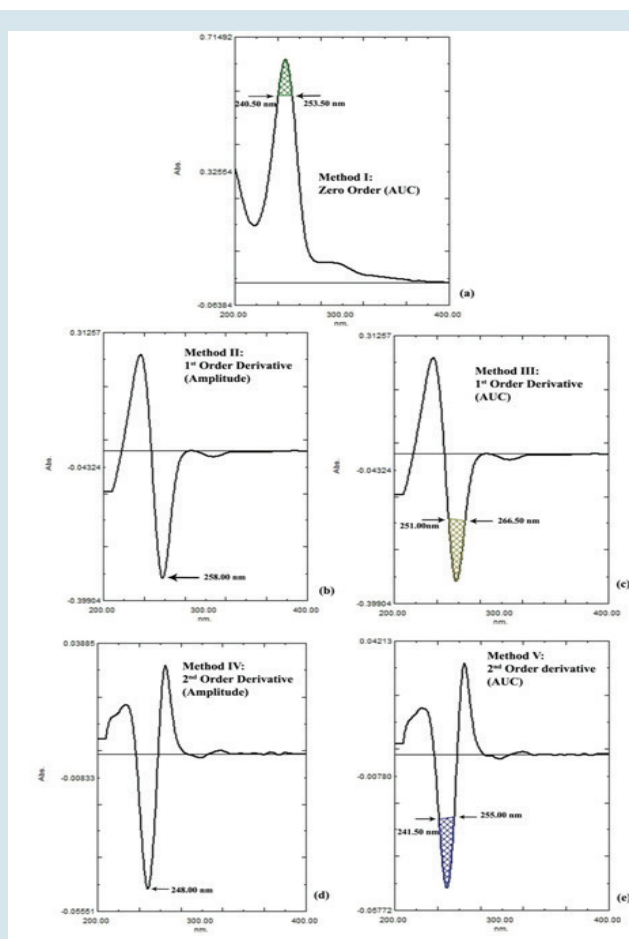 0.71492
240.50 nm
253.50 nm
Abs.
0.32554
Method I:
Zero Order (AUC)
-0.06384
200.00
300.00
400.00
nm.
(a)
0.31257
Method II:
1st Order Derivative
(Amplitude)
Abs.
-0.04324
258.00 nm
(b)
-0.39904
200.00
300.00
400.00
nm.
0.31257
Method III:
1st Order Derivative
(AUC)
Abs.
-0.04324
251.00nm
266.50 nm
(c)
-0.39904
200.00
300.00
400.00
nm.
0.03885
Method IV:
2nd Order Derivative
(Amplitude)
Abs.
-0.00833
248.00 nm
(d)
-0.05551
200.00
300.00
400.00
nm.
0.04213
Method V:
2nd Order derivative
(AUC)
Abs.
-0.00780
241.50 nm
255.00 nm
(e)
-0.05772
200.00
300.00
400.00
nm.